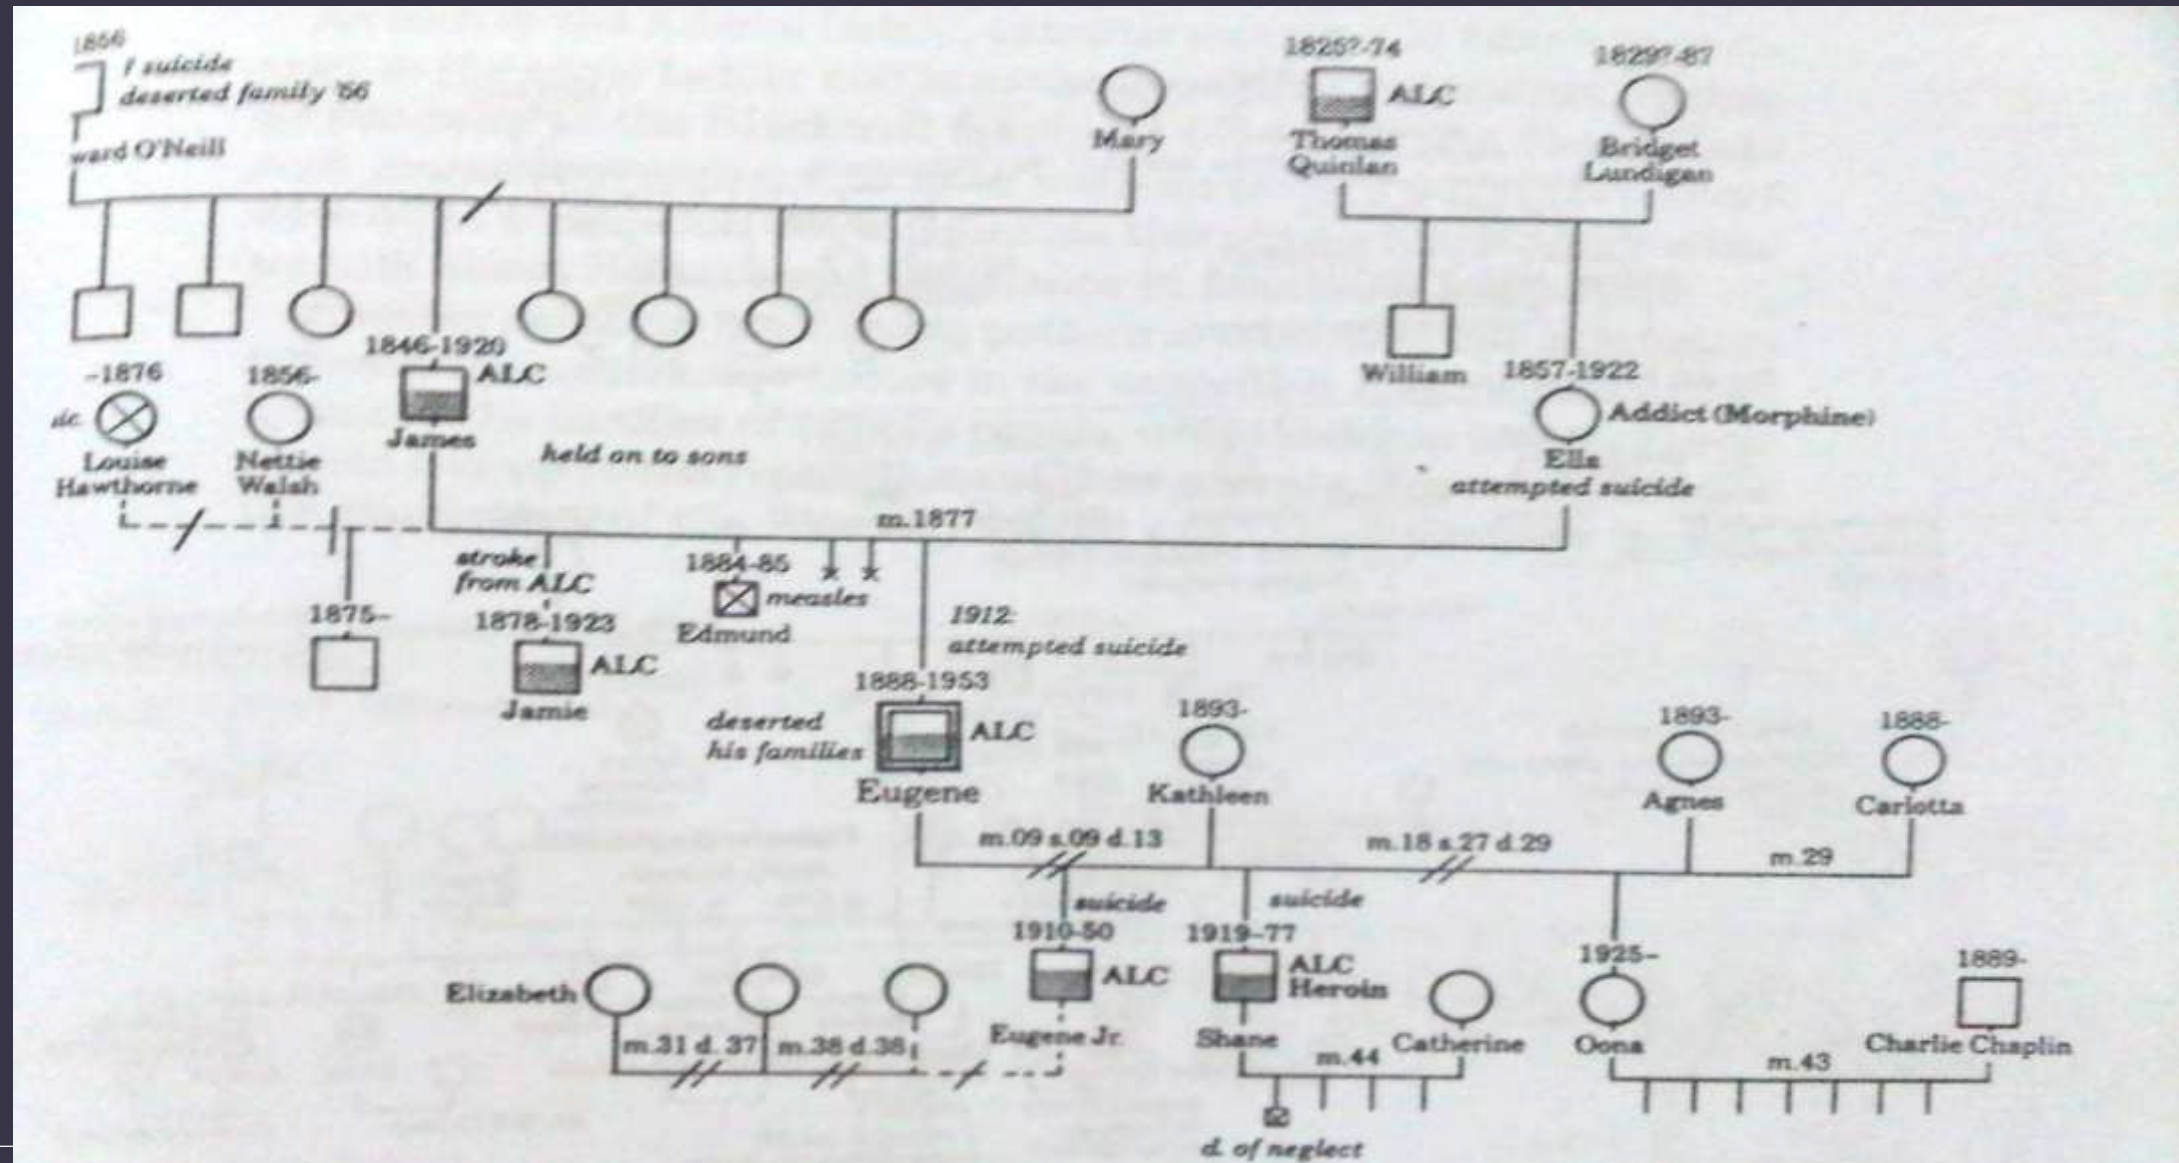 1856
? suicide
deserted family '56
ward O'Neill
Mary
1825?-74
ALC
Thomas
Quinlan
1829?-87
Bridget
Lundigan
-1876
Louise
Hawthorne
1856-
Nettie
Walsh
1846-1920
ALC
James
held on to sons
William
1857-1922
Addict (Morphine)
Ella
attempted suicide
m.1877
1875-
stroke
from ALC
1878-1923
ALC
Jamie
1884-85
measles
Edmund
1912:
attempted suicide
1888-1953
deserted
his families
ALC
Eugene
1893-
Kathleen
1893-
Agnes
1888-
Carlotta
m.09 s.09 d.13
m.18 s.27 d.29
m.29
suicide
1910-50
ALC
Eugene Jr.
suicide
1919-77
ALC
Heroin
Shane
Catherine
1925-
Oona
1889-
Charlie Chaplin
Elizabeth
m.31 d. 37
m.38 d.38
m.44
m.43
d. of neglect